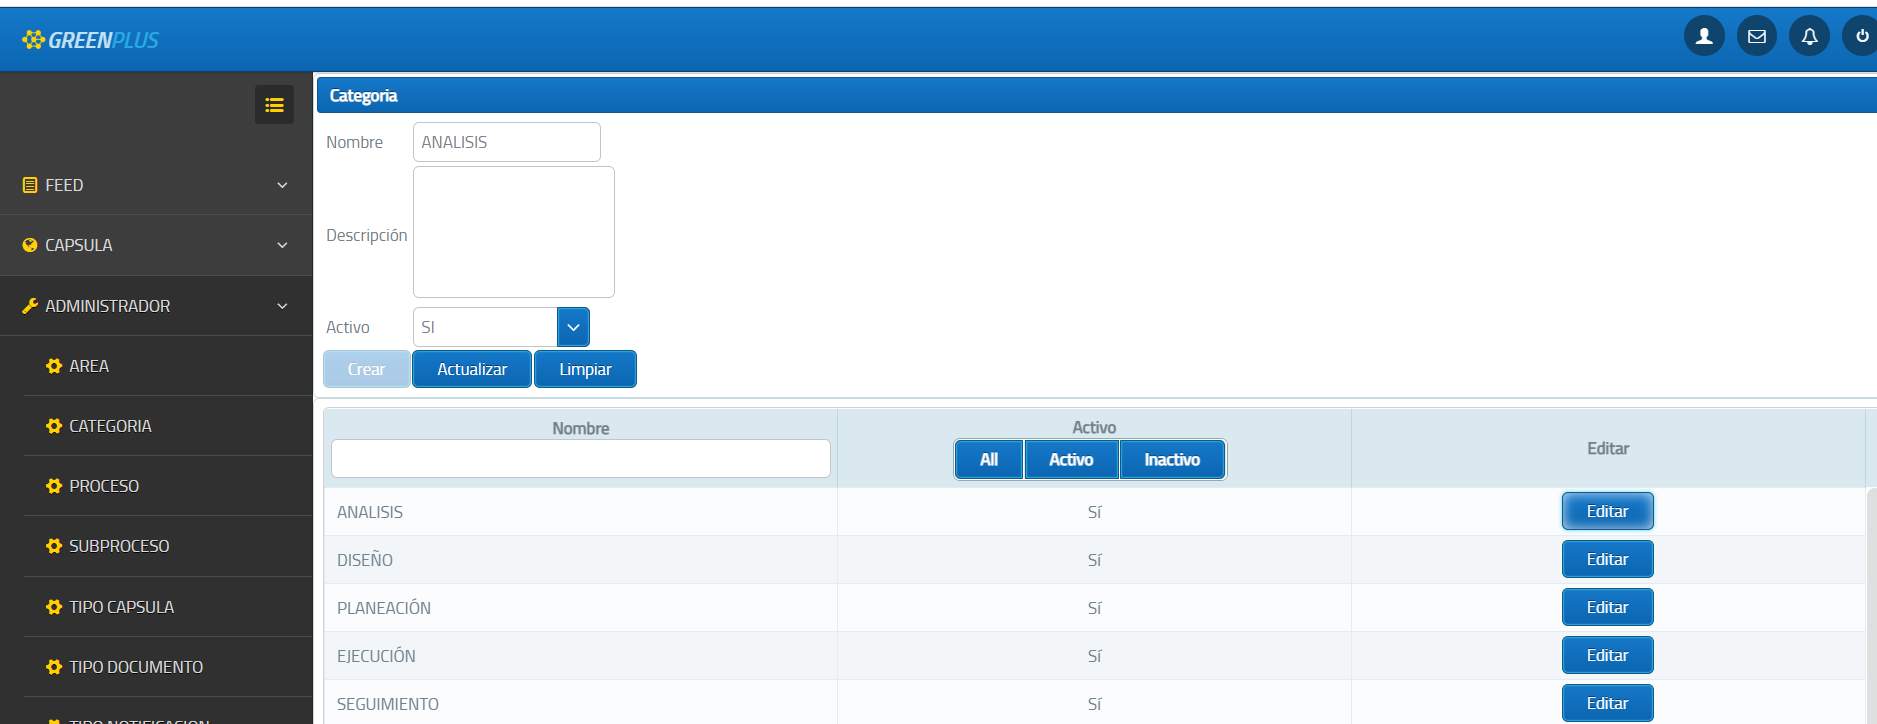 GREENPLUS
FEED
CAPSULA
ADMINISTRADOR
AREA
CATEGORIA
PROCESO
SUBPROCESO
TIPO CAPSULA
TIPO DOCUMENTO
TIPO NOTIFICACION
Categoria
Nombre ANALISIS
Descripción
Activo SI
Crear Actualizar Limpiar
Nombre Activo Editar
All Activo Inactivo
ANALISIS Sí Editar
DISEÑO Sí Editar
PLANEACIÓN Sí Editar
EJECUCIÓN Sí Editar
SEGUIMIENTO Sí Editar